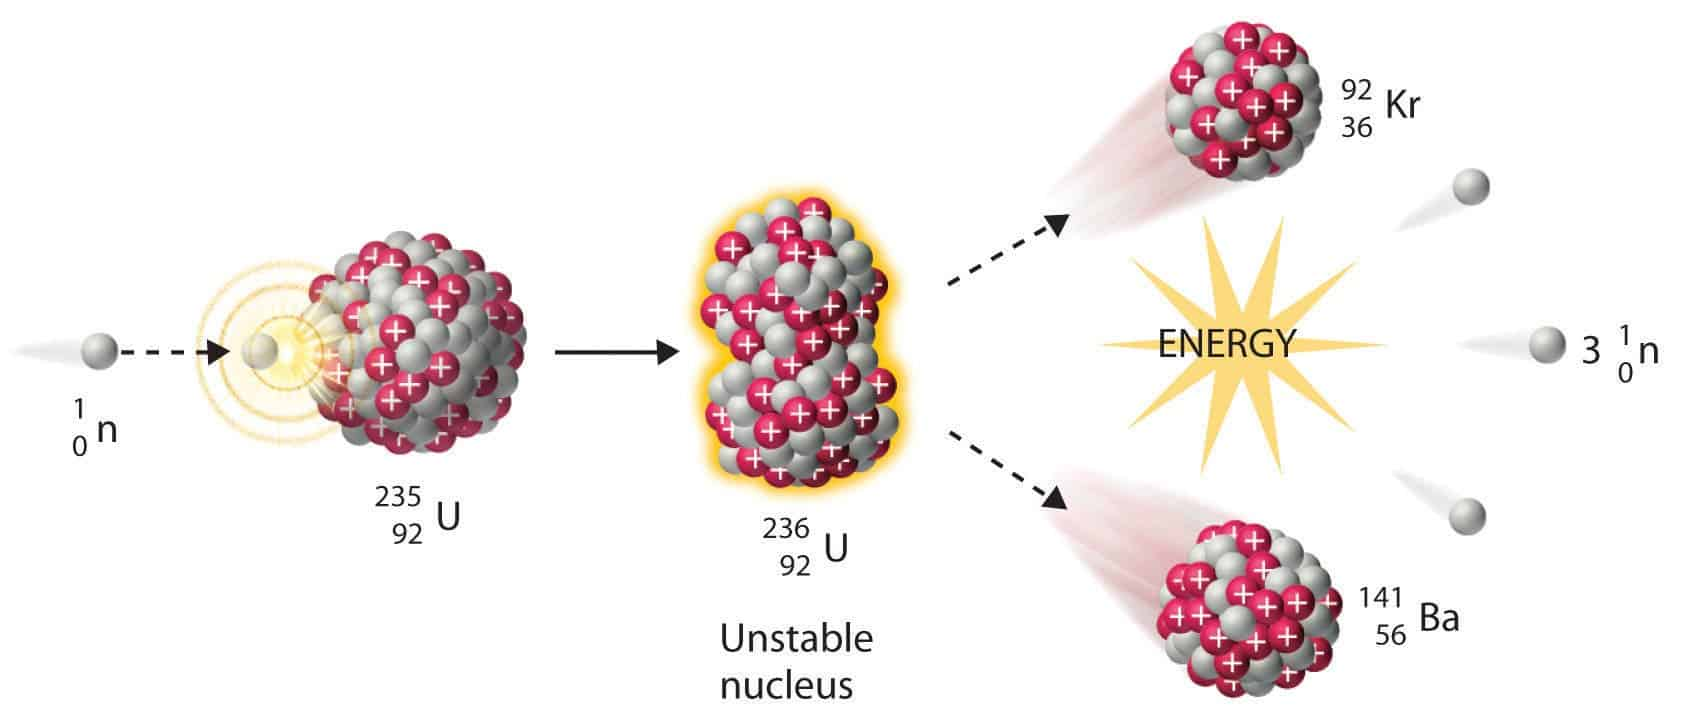 1
0 n
235
92 U
236
92 U
Unstable
nucleus
92
36 Kr
ENERGY
3 1
0 n
141
56 Ba